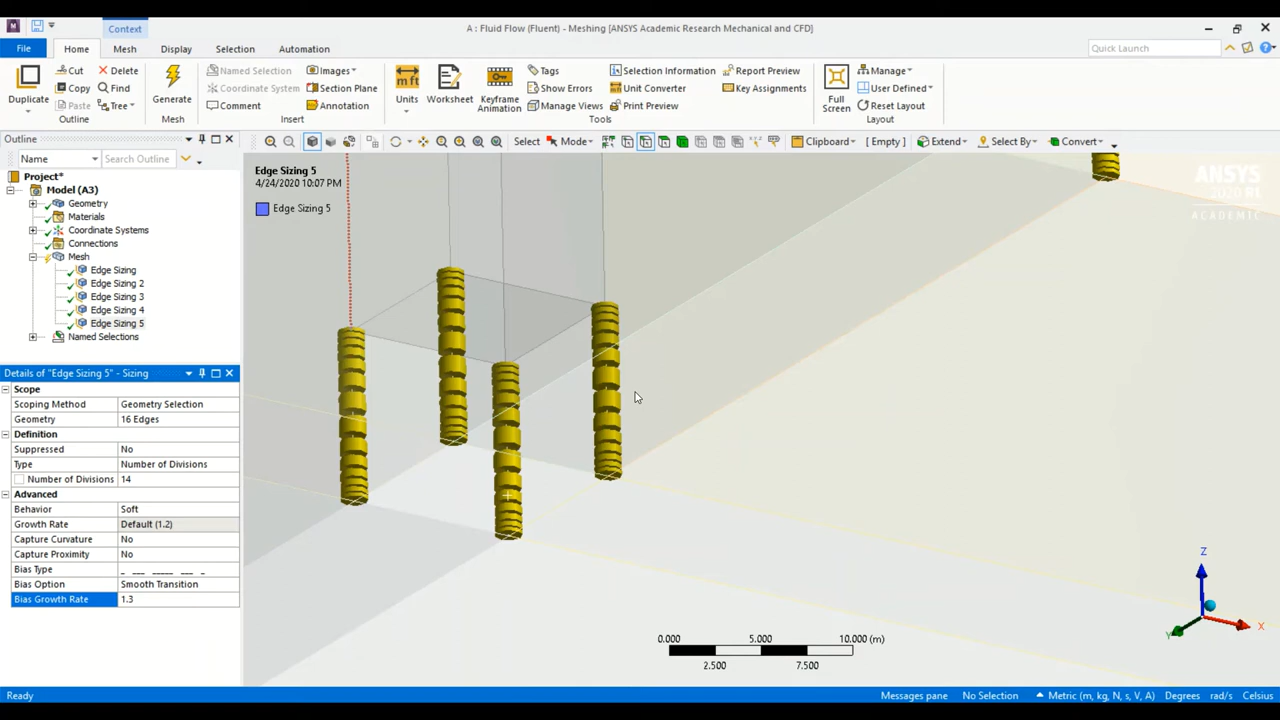 Context
A : Fluid Flow (Fluent) - Meshing [ANSYS Academic Research Mechanical and CFD]
File Home Mesh Display Selection Automation Quick Launch
Duplicate
Cut
Copy
Paste
Delete
Find
Tree
Outline
Generate
Mesh
Named Selection
Coordinate System
Comment
Images
Section Plane
Annotation
Insert
Units
Worksheet
Keyframe Animation
Tags
Show Errors
Manage Views
Selection Information
Unit Converter
Print Preview
Tools
Report Preview
Key Assignments
Full Screen
Manage
User Defined
Reset Layout
Layout
Outline
Select Mode Clipboard [ Empty ] Extend Select By Convert
Name Search Outline
Project*
Model (A3)
Geometry
Materials
Coordinate Systems
Connections
Mesh
Edge Sizing
Edge Sizing 2
Edge Sizing 3
Edge Sizing 4
Edge Sizing 5
Named Selections
Details of "Edge Sizing 5" - Sizing
Scope
Scoping Method Geometry Selection
Geometry 16 Edges
Definition
Suppressed No
Type Number of Divisions
Number of Divisions 14
Advanced
Behavior Soft
Growth Rate Default (1.2)
Capture Curvature No
Capture Proximity No
Bias Type _ __ ___ __ _
Bias Option Smooth Transition
Bias Growth Rate 1.3
Edge Sizing 5
4/24/2020 10:07 PM
Edge Sizing 5
ANSYS
2020 R1
ACADEMIC
Z
X
Y
0.000 5.000 10.000 (m)
2.500 7.500
Ready Messages pane No Selection Metric (m, kg, N, s, V, A) Degrees rad/s Celsius